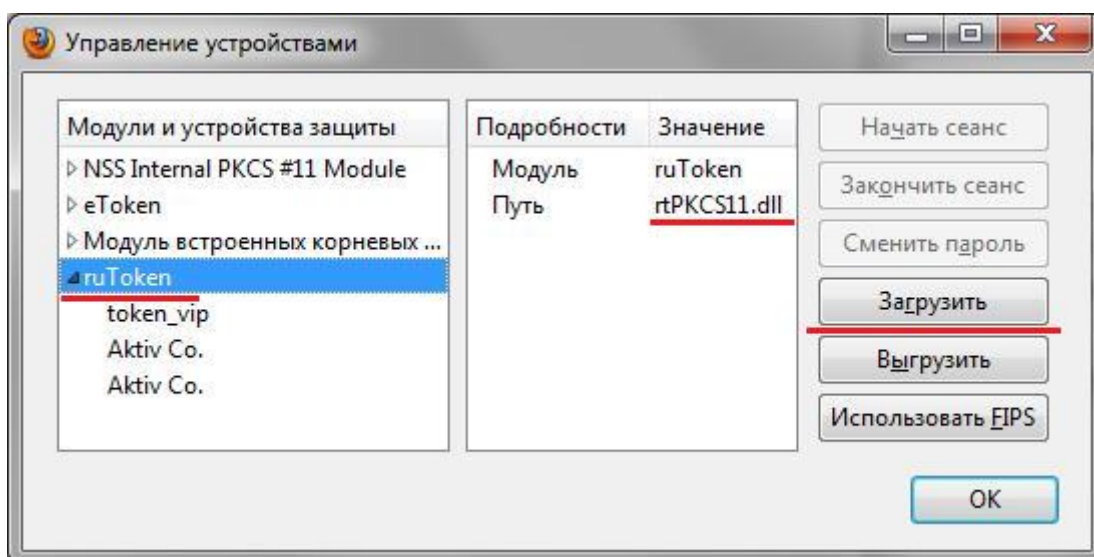 Управление устройствами
Модули и устройства защиты
NSS Internal PKCS #11 Module
eToken
Модуль встроенных корневых ...
ruToken
token_vip
Aktiv Co.
Aktiv Co.
Подробности Значение
Модуль ruToken
Путь rtPKCS11.dll
Начать сеанс
Закончить сеанс
Сменить пароль
Загрузить
Выгрузить
Использовать FIPS
OK